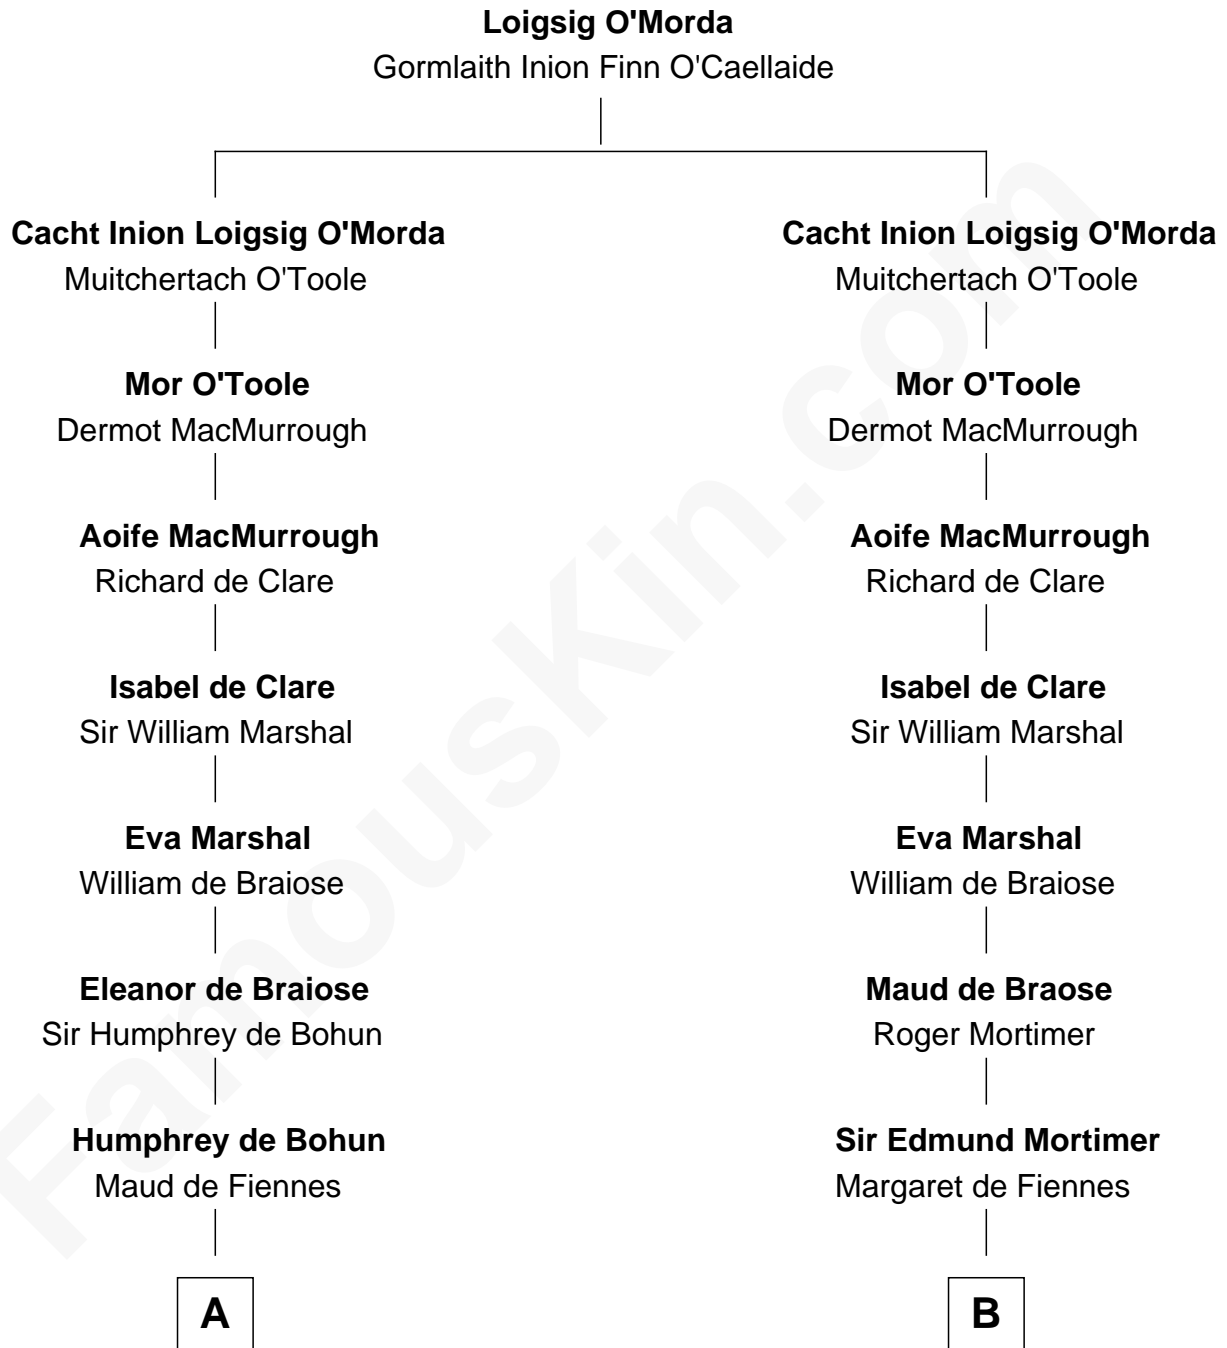 Loigsig O'Morda
Gormlaith Inion Finn O'Caellaide
Cacht Inion Loigsig O'Morda
Muitchertach O'Toole
Mor O'Toole
Dermot MacMurrough
Aoife MacMurrough
Richard de Clare
Isabel de Clare
Sir William Marshal
Eva Marshal
William de Braiose
Eleanor de Braiose
Sir Humphrey de Bohun
Humphrey de Bohun
Maud de Fiennes
A
Cacht Inion Loigsig O'Morda
Muitchertach O'Toole
Mor O'Toole
Dermot MacMurrough
Aoife MacMurrough
Richard de Clare
Isabel de Clare
Sir William Marshal
Eva Marshal
William de Braiose
Maud de Braose
Roger Mortimer
Sir Edmund Mortimer
Margaret de Fiennes
B
FamousKin.com